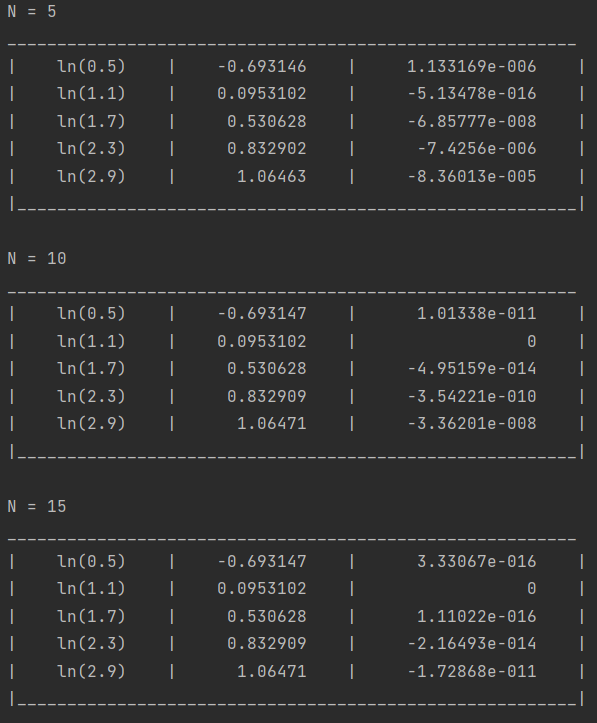 N = 5
_________________________________________________________
|    ln(0.5)    |    -0.693146    |     1.133169e-006    |
|    ln(1.1)    |    0.0953102    |    -5.13478e-016    |
|    ln(1.7)    |     0.530628    |    -6.85777e-008    |
|    ln(2.3)    |     0.832902    |     -7.4256e-006    |
|    ln(2.9)    |      1.06463    |    -8.36013e-005    |
|_________________________________________________________|
N = 10
_________________________________________________________
|    ln(0.5)    |    -0.693147    |     1.01338e-011    |
|    ln(1.1)    |    0.0953102    |                0    |
|    ln(1.7)    |     0.530628    |    -4.95159e-014    |
|    ln(2.3)    |     0.832909    |    -3.54221e-010    |
|    ln(2.9)    |      1.06471    |    -3.36201e-008    |
|_________________________________________________________|
N = 15
_________________________________________________________
|    ln(0.5)    |    -0.693147    |     3.33067e-016    |
|    ln(1.1)    |    0.0953102    |                0    |
|    ln(1.7)    |     0.530628    |     1.11022e-016    |
|    ln(2.3)    |     0.832909    |    -2.16493e-014    |
|    ln(2.9)    |      1.06471    |    -1.72868e-011    |
|_________________________________________________________|